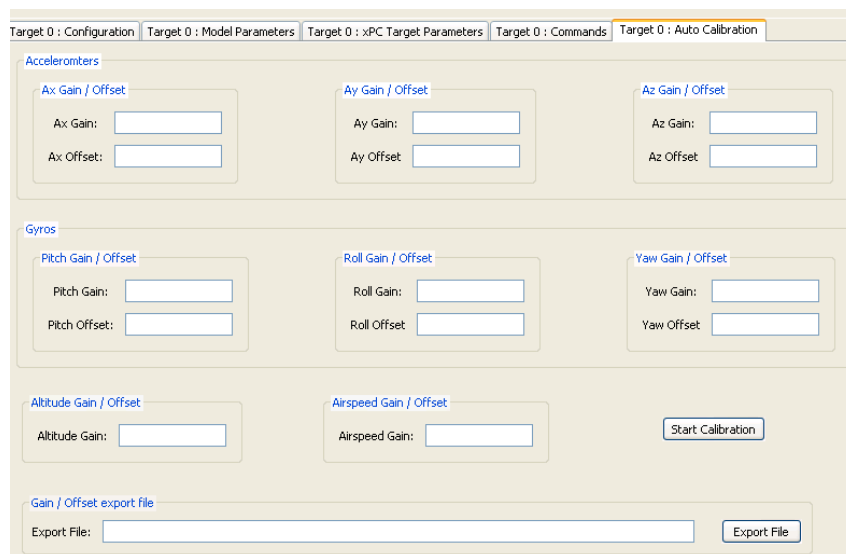 Target 0 : Configuration Target 0 : Model Parameters Target 0 : xPC Target Parameters Target 0 : Commands Target 0 : Auto Calibration
Acceleromters
Ax Gain / Offset Ay Gain / Offset Az Gain / Offset
Ax Gain: Ay Gain: Az Gain:
Ax Offset: Ay Offset Az Offset
Gyros
Pitch Gain / Offset Roll Gain / Offset Yaw Gain / Offset
Pitch Gain: Roll Gain: Yaw Gain:
Pitch Offset: Roll Offset Yaw Offset
Altitude Gain / Offset Airspeed Gain / Offset
Altitude Gain: Airspeed Gain: Start Calibration
Gain / Offset export file
Export File: Export File